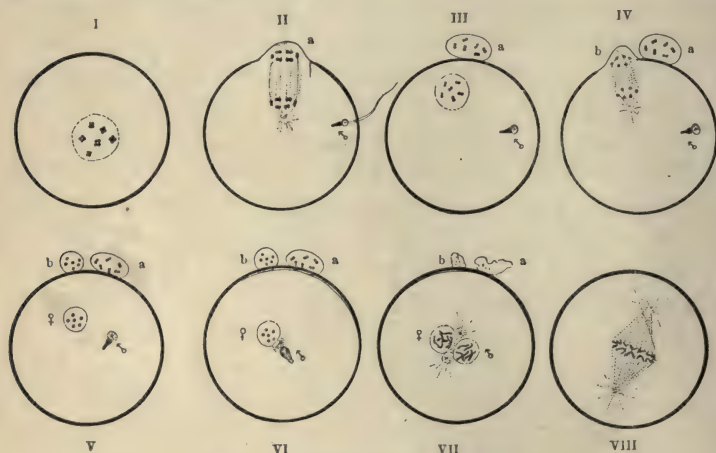 I II III IV
a
a
b a
♂
♂
♂
b a b a b a
♀ ♂
♀ ♂
♀ ♂
V VI VII VIII